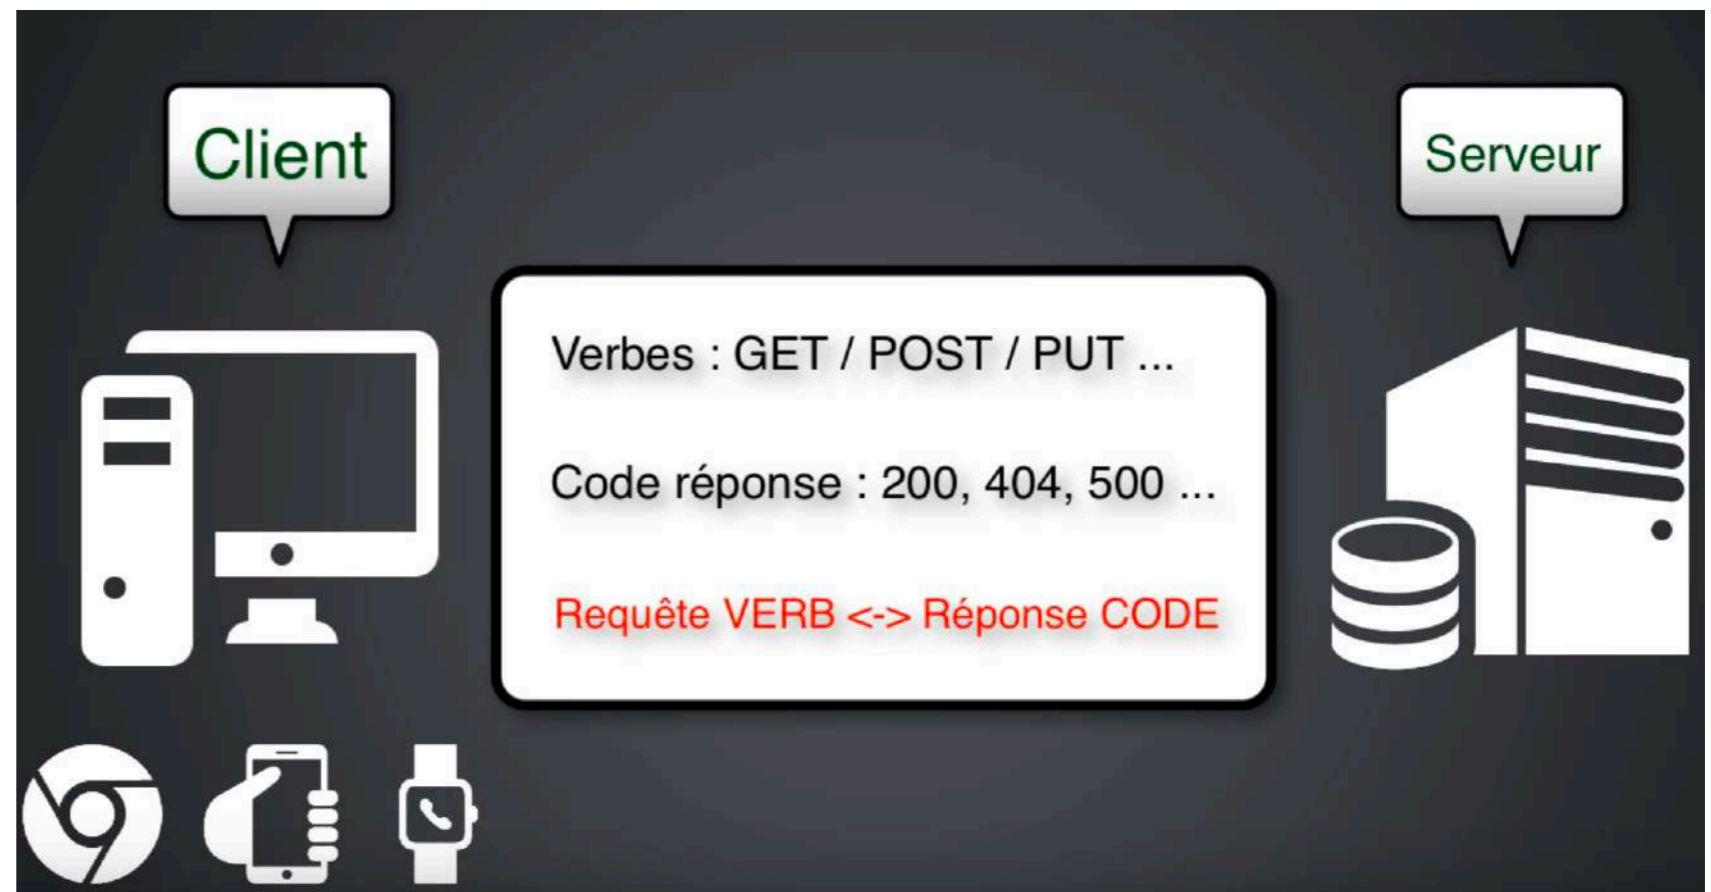 Client
Serveur
Verbes : GET / POST / PUT ...
Code réponse : 200, 404, 500 ...
Requête VERB <-> Réponse CODE